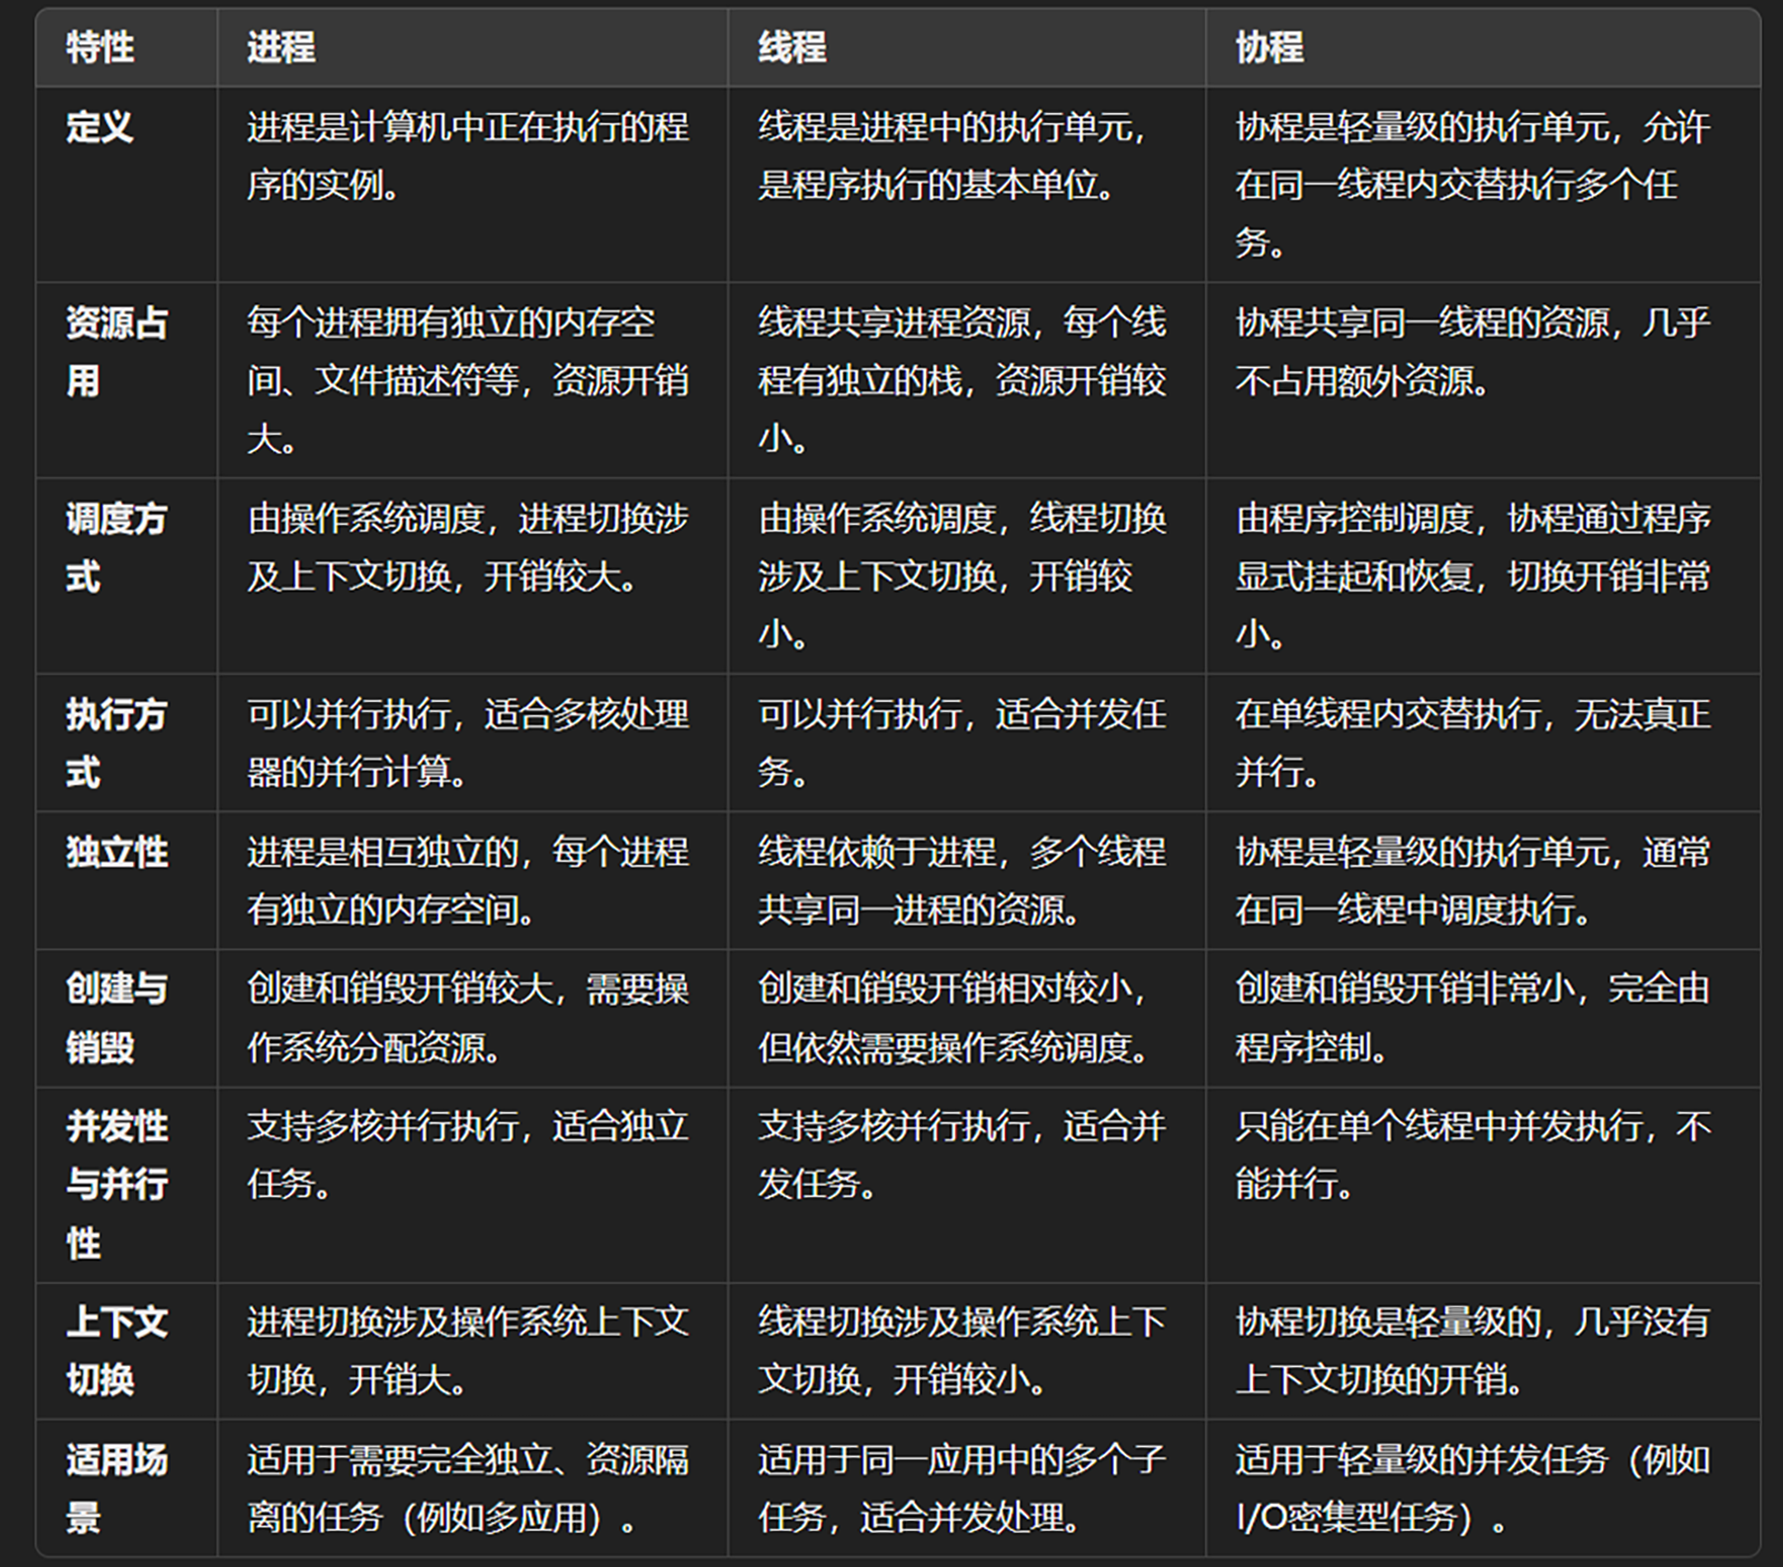 特性
进程
线程
协程
定义
进程是计算机中正在执行的程
序的实例。
线程是进程中的执行单元，
是程序执行的基本单位。
协程是轻量级的执行单元，允许
在同一线程内交替执行多个任
务。
资源占
用
每个进程拥有独立的内存空
间、文件描述符等，资源开销
大。
线程共享进程资源，每个线
程有独立的栈，资源开销较
小。
协程共享同一线程的资源，几乎
不占用额外资源。
调度方
式
由操作系统调度，进程切换涉
及上下文切换，开销较大。
由操作系统调度，线程切换
涉及上下文切换，开销较
小。
由程序控制调度，协程通过程序
显式挂起和恢复，切换开销非常
小。
执行方
式
可以并行执行，适合多核处理
器的并行计算。
可以并行执行，适合并发任
务。
在单线程内交替执行，无法真正
并行。
独立性
进程是相互独立的，每个进程
有独立的内存空间。
线程依赖于进程，多个线程
共享同一进程的资源。
协程是轻量级的执行单元，通常
在同一线程中调度执行。
创建与
销毁
创建和销毁开销较大，需要操
作系统分配资源。
创建和销毁开销相对较小，
但依然需要操作系统调度。
创建和销毁开销非常小，完全由
程序控制。
并发性
与并行
性
支持多核并行执行，适合独立
任务。
支持多核并行执行，适合并
发任务。
只能在单个线程中并发执行，不
能并行。
上下文
切换
进程切换涉及操作系统上下文
切换，开销大。
线程切换涉及操作系统上下
文切换，开销较小。
协程切换是轻量级的，几乎没有
上下文切换的开销。
适用场
景
适用于需要完全独立、资源隔
离的任务（例如多应用）。
适用于同一应用中的多个子
任务，适合并发处理。
适用于轻量级的并发任务（例如
I/O密集型任务）。